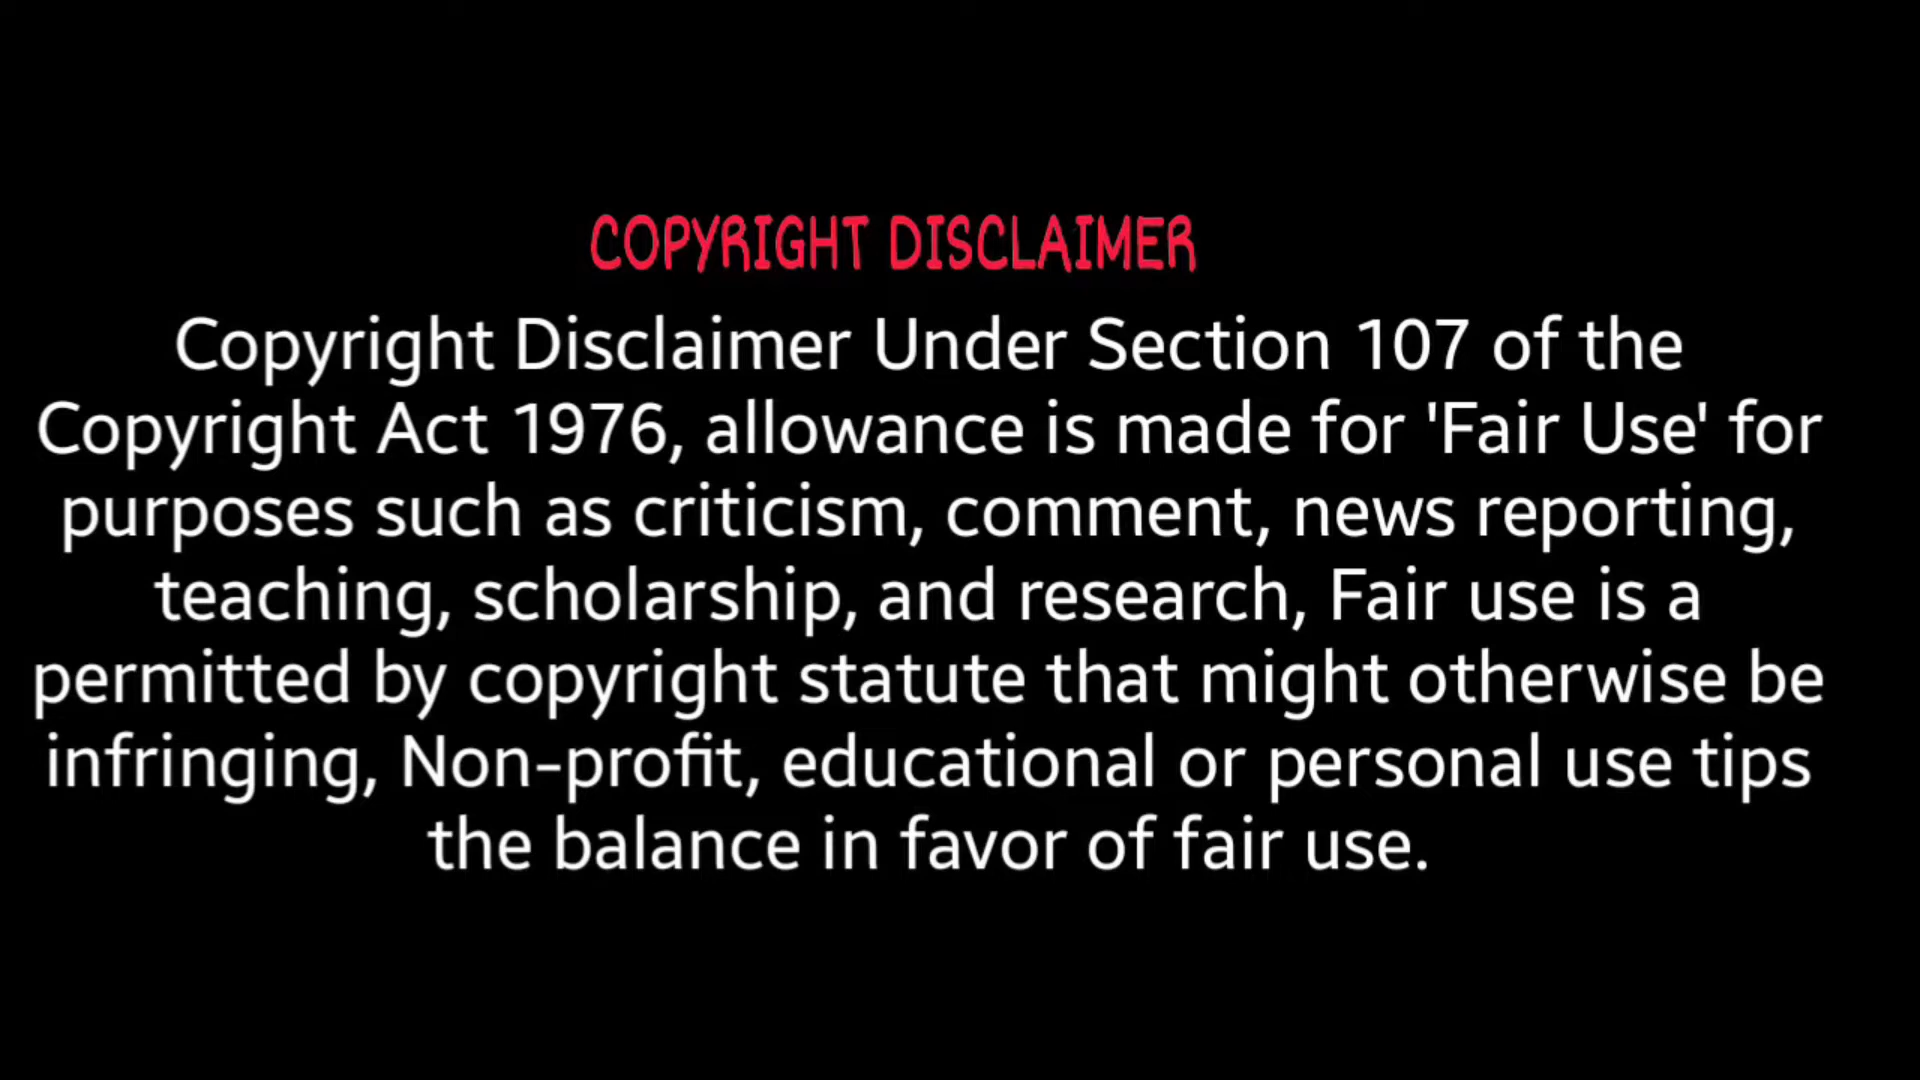 COPYRIGHT DISCLAIMER
Copyright Disclaimer Under Section 107 of the
Copyright Act 1976, allowance is made for 'Fair Use' for
purposes such as criticism, comment, news reporting,
teaching, scholarship, and research, Fair use is a
permitted by copyright statute that might otherwise be
infringing, Non-profit, educational or personal use tips
the balance in favor of fair use.